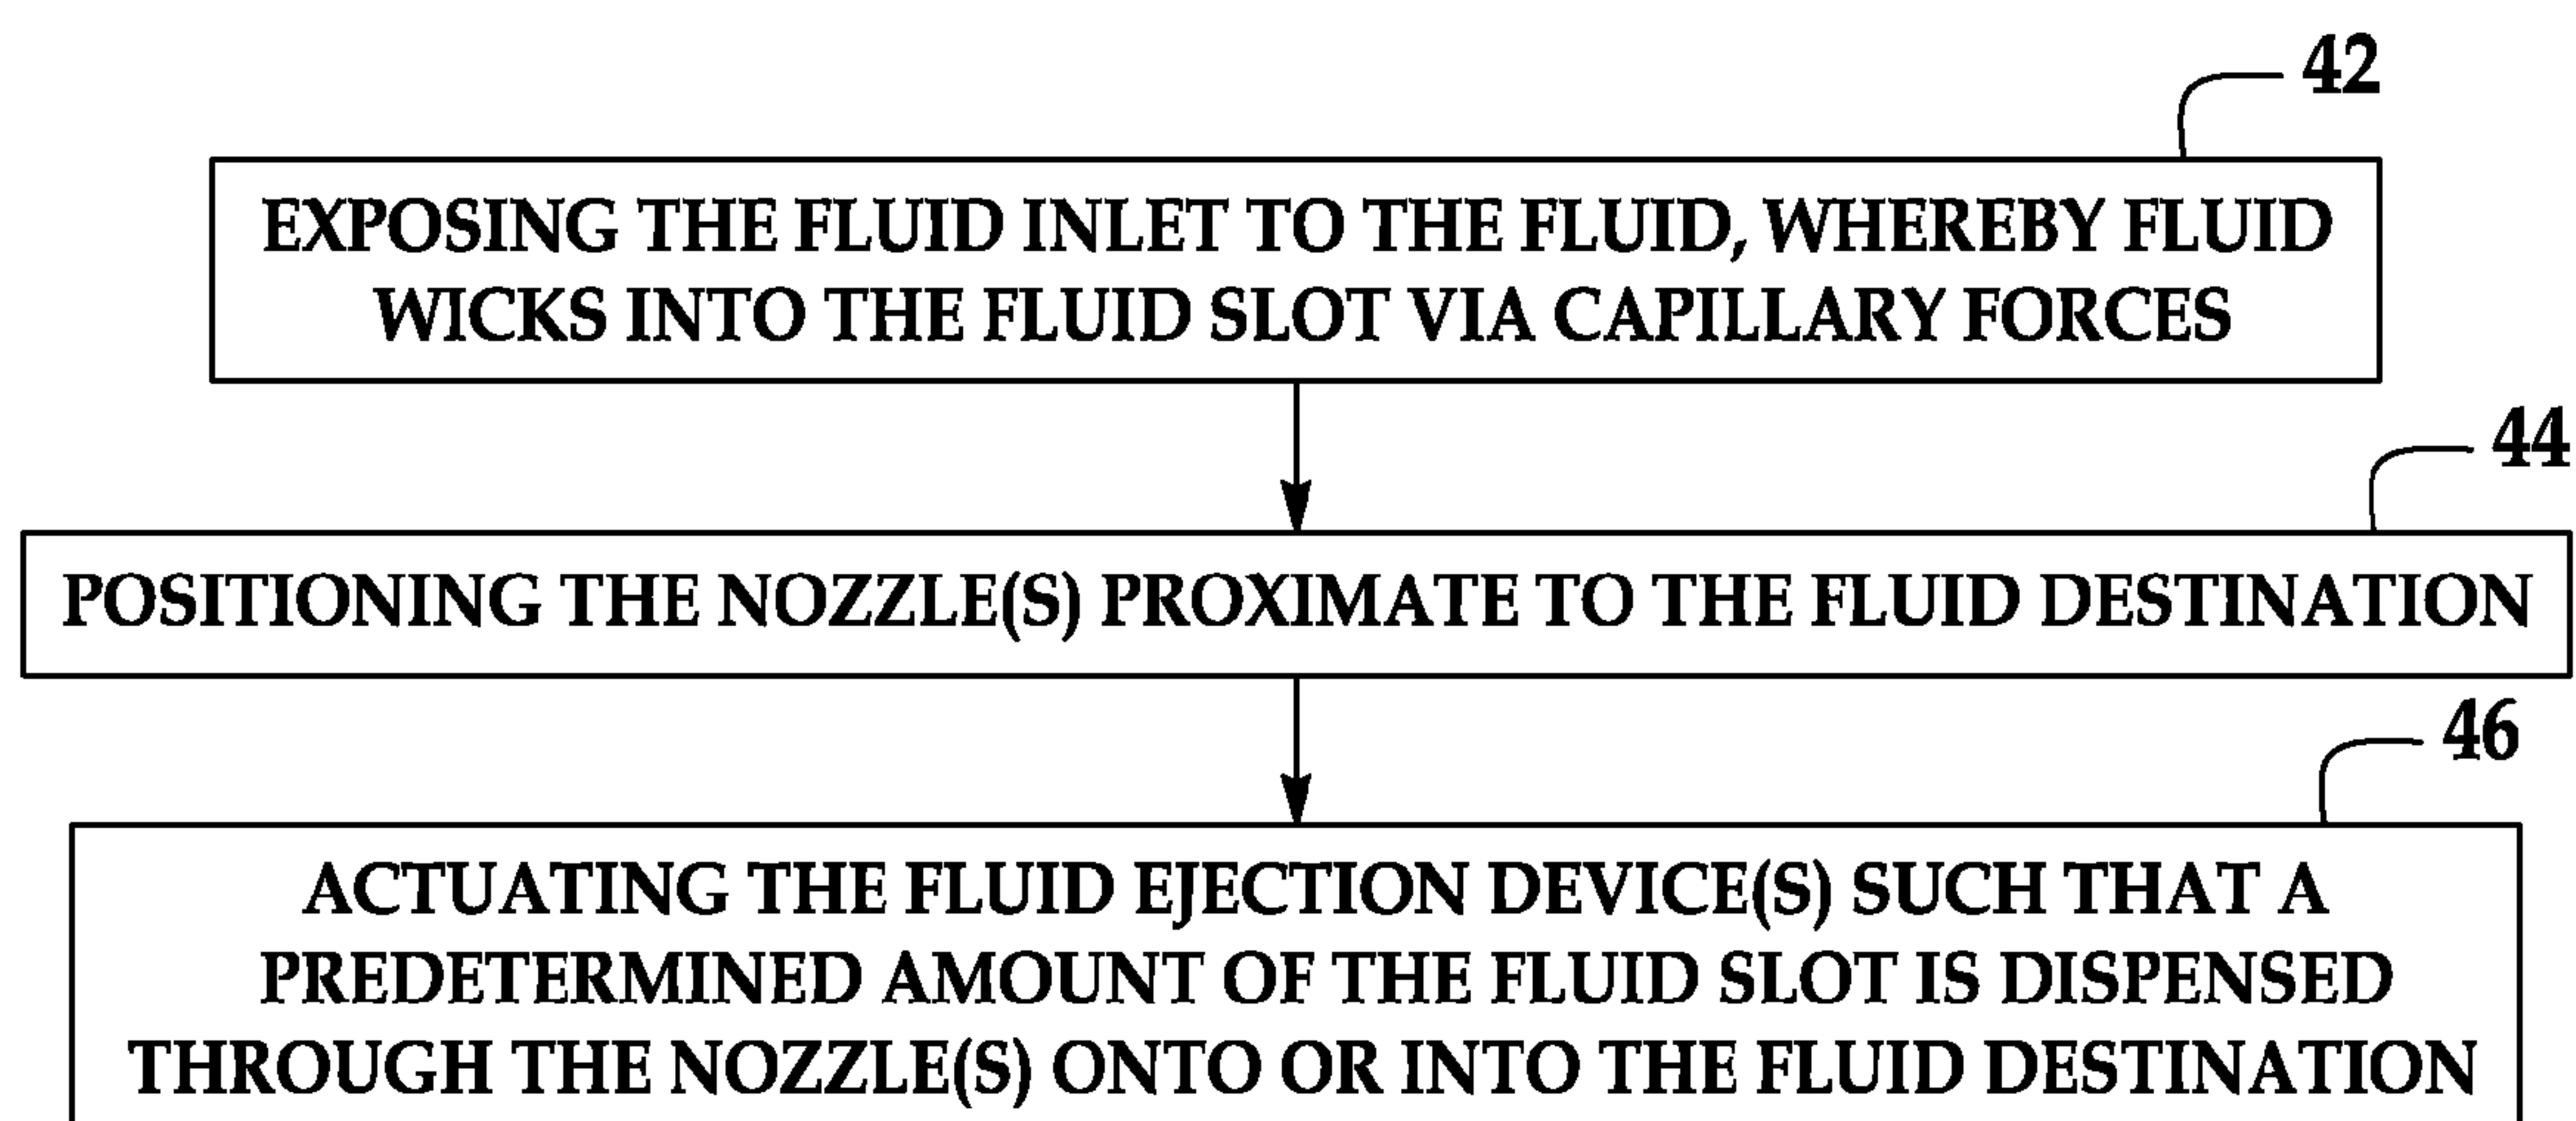 42
EXPOSING THE FLUID INLET TO THE FLUID, WHEREBY FLUID
WICKS INTO THE FLUID SLOT VIA CAPILLARY FORCES
44
POSITIONING THE NOZZLE(S) PROXIMATE TO THE FLUID DESTINATION
46
ACTUATING THE FLUID EJECTION DEVICE(S) SUCH THAT A
PREDETERMINED AMOUNT OF THE FLUID SLOT IS DISPENSED
THROUGH THE NOZZLE(S) ONTO OR INTO THE FLUID DESTINATION